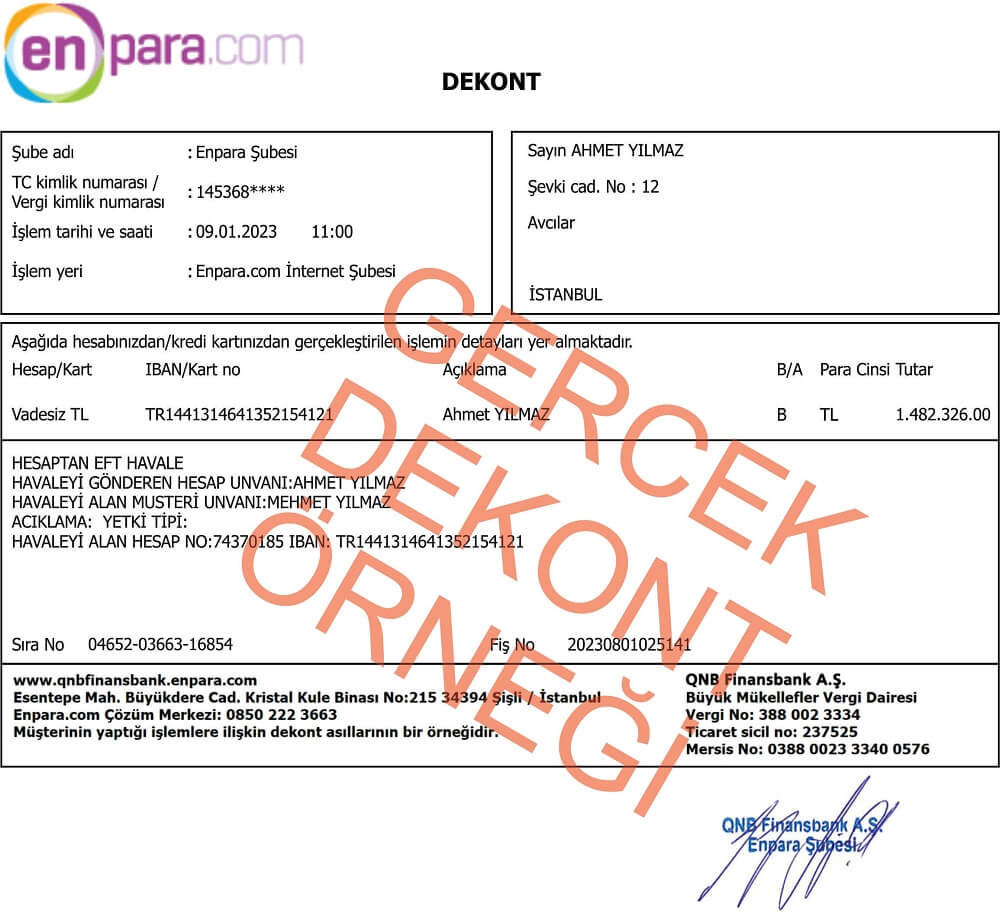 enpara.com
DEKONT
Şube adı : Enpara Şubesi
TC kimlik numarası /
Vergi kimlik numarası : 145368****
İşlem tarihi ve saati : 09.01.2023 11:00
İşlem yeri : Enpara.com İnternet Şubesi
Sayın AHMET YILMAZ
Şevki cad. No : 12
Avcılar
İSTANBUL
Aşağıda hesabınızdan/kredi kartınızdan gerçekleştirilen işlemin detayları yer almaktadır.
Hesap/Kart IBAN/Kart no Açıklama B/A Para Cinsi Tutar
Vadesiz TL TR1441314641352154121 Ahmet YILMAZ B TL 1.482.326.00
HESAPTAN EFT HAVALE
HAVALEYİ GÖNDEREN HESAP UNVANI:AHMET YILMAZ
HAVALEYİ ALAN MUSTERİ UNVANI:MEHMET YILMAZ
ACIKLAMA: YETKİ TİPİ:
HAVALEYİ ALAN HESAP NO:74370185 IBAN: TR1441314641352154121
Sıra No 04652-03663-16854 Fiş No 20230801025141
www.qnbfinansbank.enpara.com
Esentepe Mah. Büyükdere Cad. Kristal Kule Binası No:215 34394 Şişli / İstanbul
Enpara.com Çözüm Merkezi: 0850 222 3663
Müşterinin yaptığı işlemlere ilişkin dekont asıllarının bir örneğidir.
QNB Finansbank A.Ş.
Büyük Mükellefler Vergi Dairesi
Vergi No: 388 002 3334
Ticaret sicil no: 237525
Mersis No: 0388 0023 3340 0576
GERCEK
DEKONT
ÖRNEĞİ
QNB Finansbank A.Ş.
Enpara Şubesi